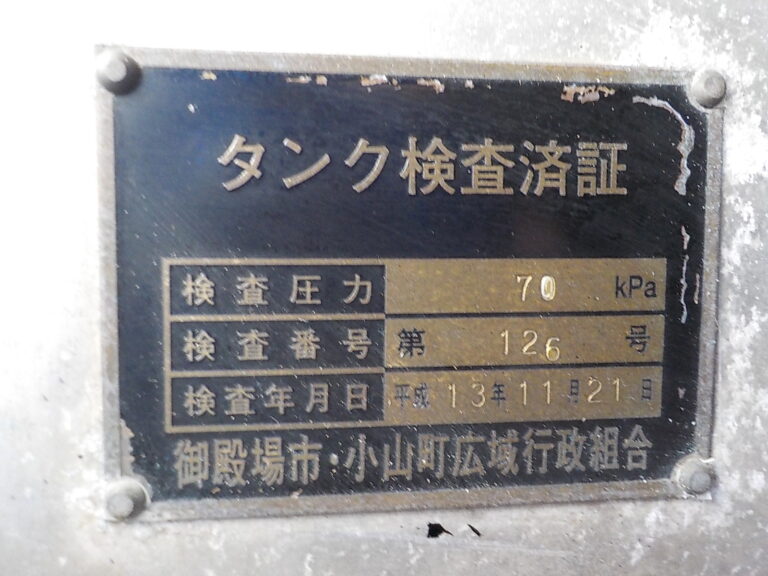 タンク検査済証
検査圧力 70 kPa
検査番号 第 126 号
検査年月日 平成 13年 11月 21日
御殿場市・小山町広域行政組合